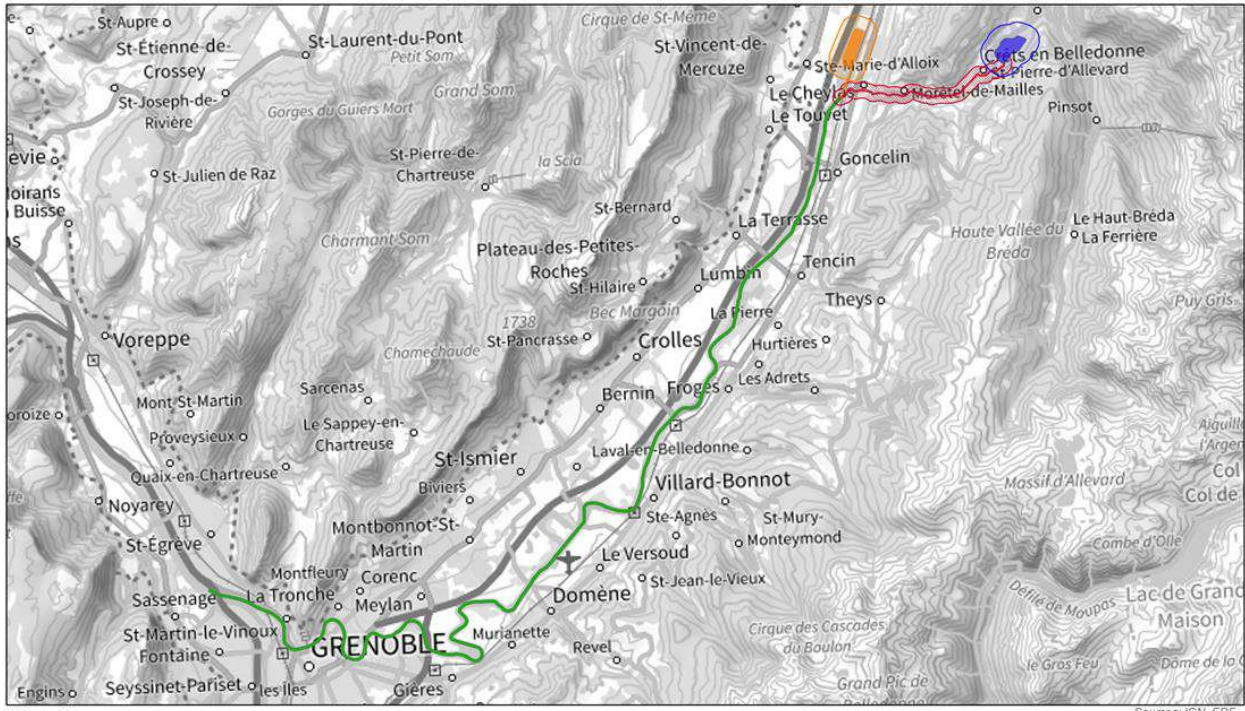 St-Aupre
St-Étienne-de-
Crossey
St-Laurent-du-Pont
Petit Som
Cirque de St-Même
St-Vincent-de-
Mercuze
Ste-Marie-d'Alloix
Crêts en Belledonne
St-Pierre-d'Allevard
St-Joseph-de-
Rivière
Gorges du Guiers Mort
Grand Som
Le Cheylas
Morêtel-de-Mailles
Le Touvet
Pinsot
Moirans
Buisse
St-Julien de Raz
St-Pierre-de-
Chartreuse
la Scia
Goncelin
St-Bernard
La Terrasse
Charmant Som
Plateau-des-Petites-
Roches
St-Hilaire
Haute Vallée du
Bréda
Le Haut-Bréda
La Ferrière
Lumbin
Tencin
Theys
Puy Gris
Bec Margain
La Pierre
1738
Voreppe
Chamechaude
St-Pancrasse
Crolles
Hurtières
Sarcenas
Froges
Les Adrets
Mont-St-Martin
Bernin
Le Sappey-en-
Chartreuse
Proveysieux
St-Ismier
Laval-en-Belledonne
Quaix-en-Chartreuse
Biviers
Villard-Bonnot
Massif d'Allevard
Col
Col de
Noyarey
Ste-Agnès
St-Mury-
Monteymond
Montbonnot-St-
Martin
St-Égrève
Le Versoud
Combe d'Olle
Montfleury
Corenc
St-Jean-le-Vieux
Sassenage
La Tronche
Meylan
Domène
Défilé de Moupas
Lac de Grand
Maison
St-Martin-le-Vinoux
GRENOBLE
Murianette
Cirque des Cascades
du Boulon
Fontaine
Revel
le Gros Feu
Engins
Seyssinet-Pariset
les Iles
Gières
Grand Pic de